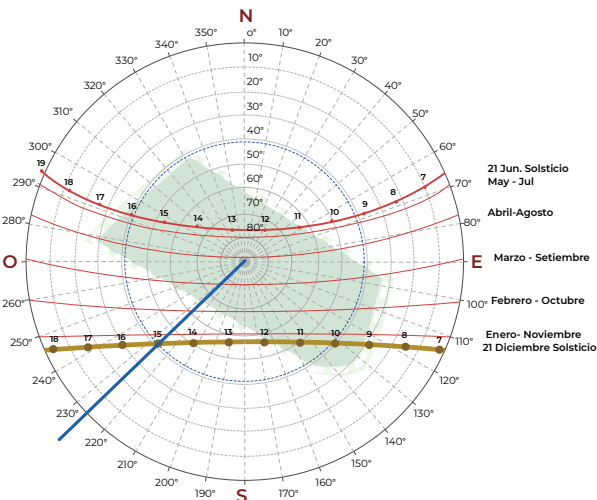 N
350° 0° 10°
340° 20°
330° 30°
320° 40°
310° 50°
300° 60°
290° 70°
280° 80°
10°
20°
30°
40°
50°
60°
70°
80°
19 18 17 16 15 14 13 12 11 10 9 8 7
21 Jun. Solsticio
May - Jul
Abril-Agosto
O E
Marzo - Setiembre
260° 100°
Febrero - Octubre
250° 110°
Enero- Noviembre
21 Diciembre Solsticio
18 17 16 15 14 13 12 11 10 9 8 7
240° 120°
230° 130°
220° 140°
210° 150°
200° 160°
190° 170°
S